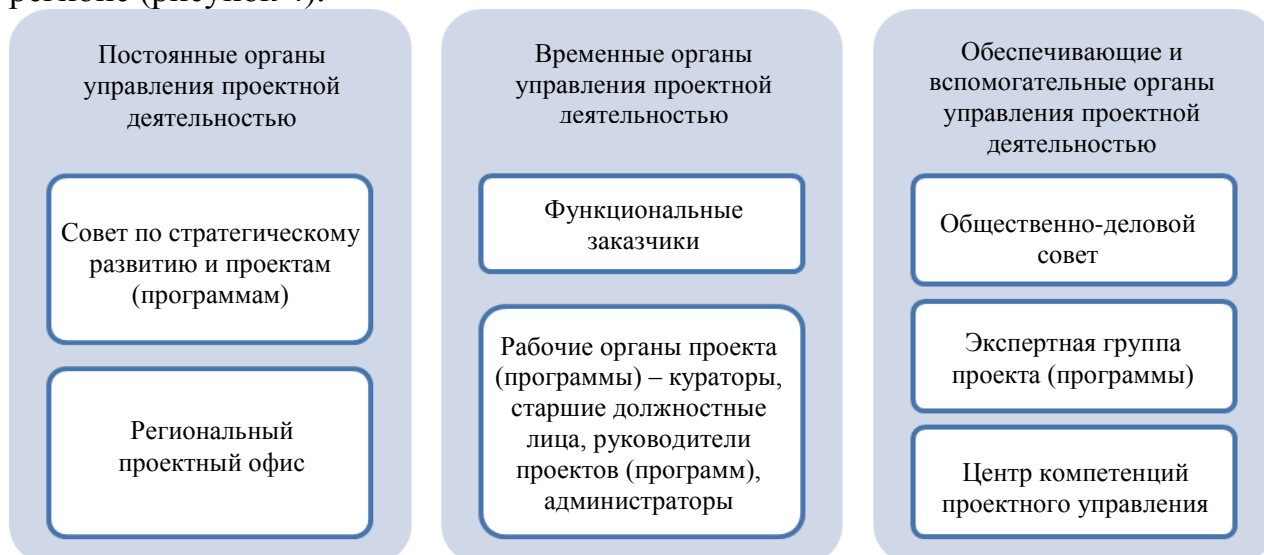 регионе (рисунок 4).
Постоянные органы
управления проектной
деятельностью
Совет по стратегическому
развитию и проектам
(программам)
Региональный
проектный офис
Временные органы
управления проектной
деятельностью
Функциональные
заказчики
Рабочие органы проекта
(программы) – кураторы,
старшие должностные
лица, руководители
проектов (программ),
администраторы
Обеспечивающие и
вспомогательные органы
управления проектной
деятельностью
Общественно-деловой
совет
Экспертная группа
проекта (программы)
Центр компетенций
проектного управления